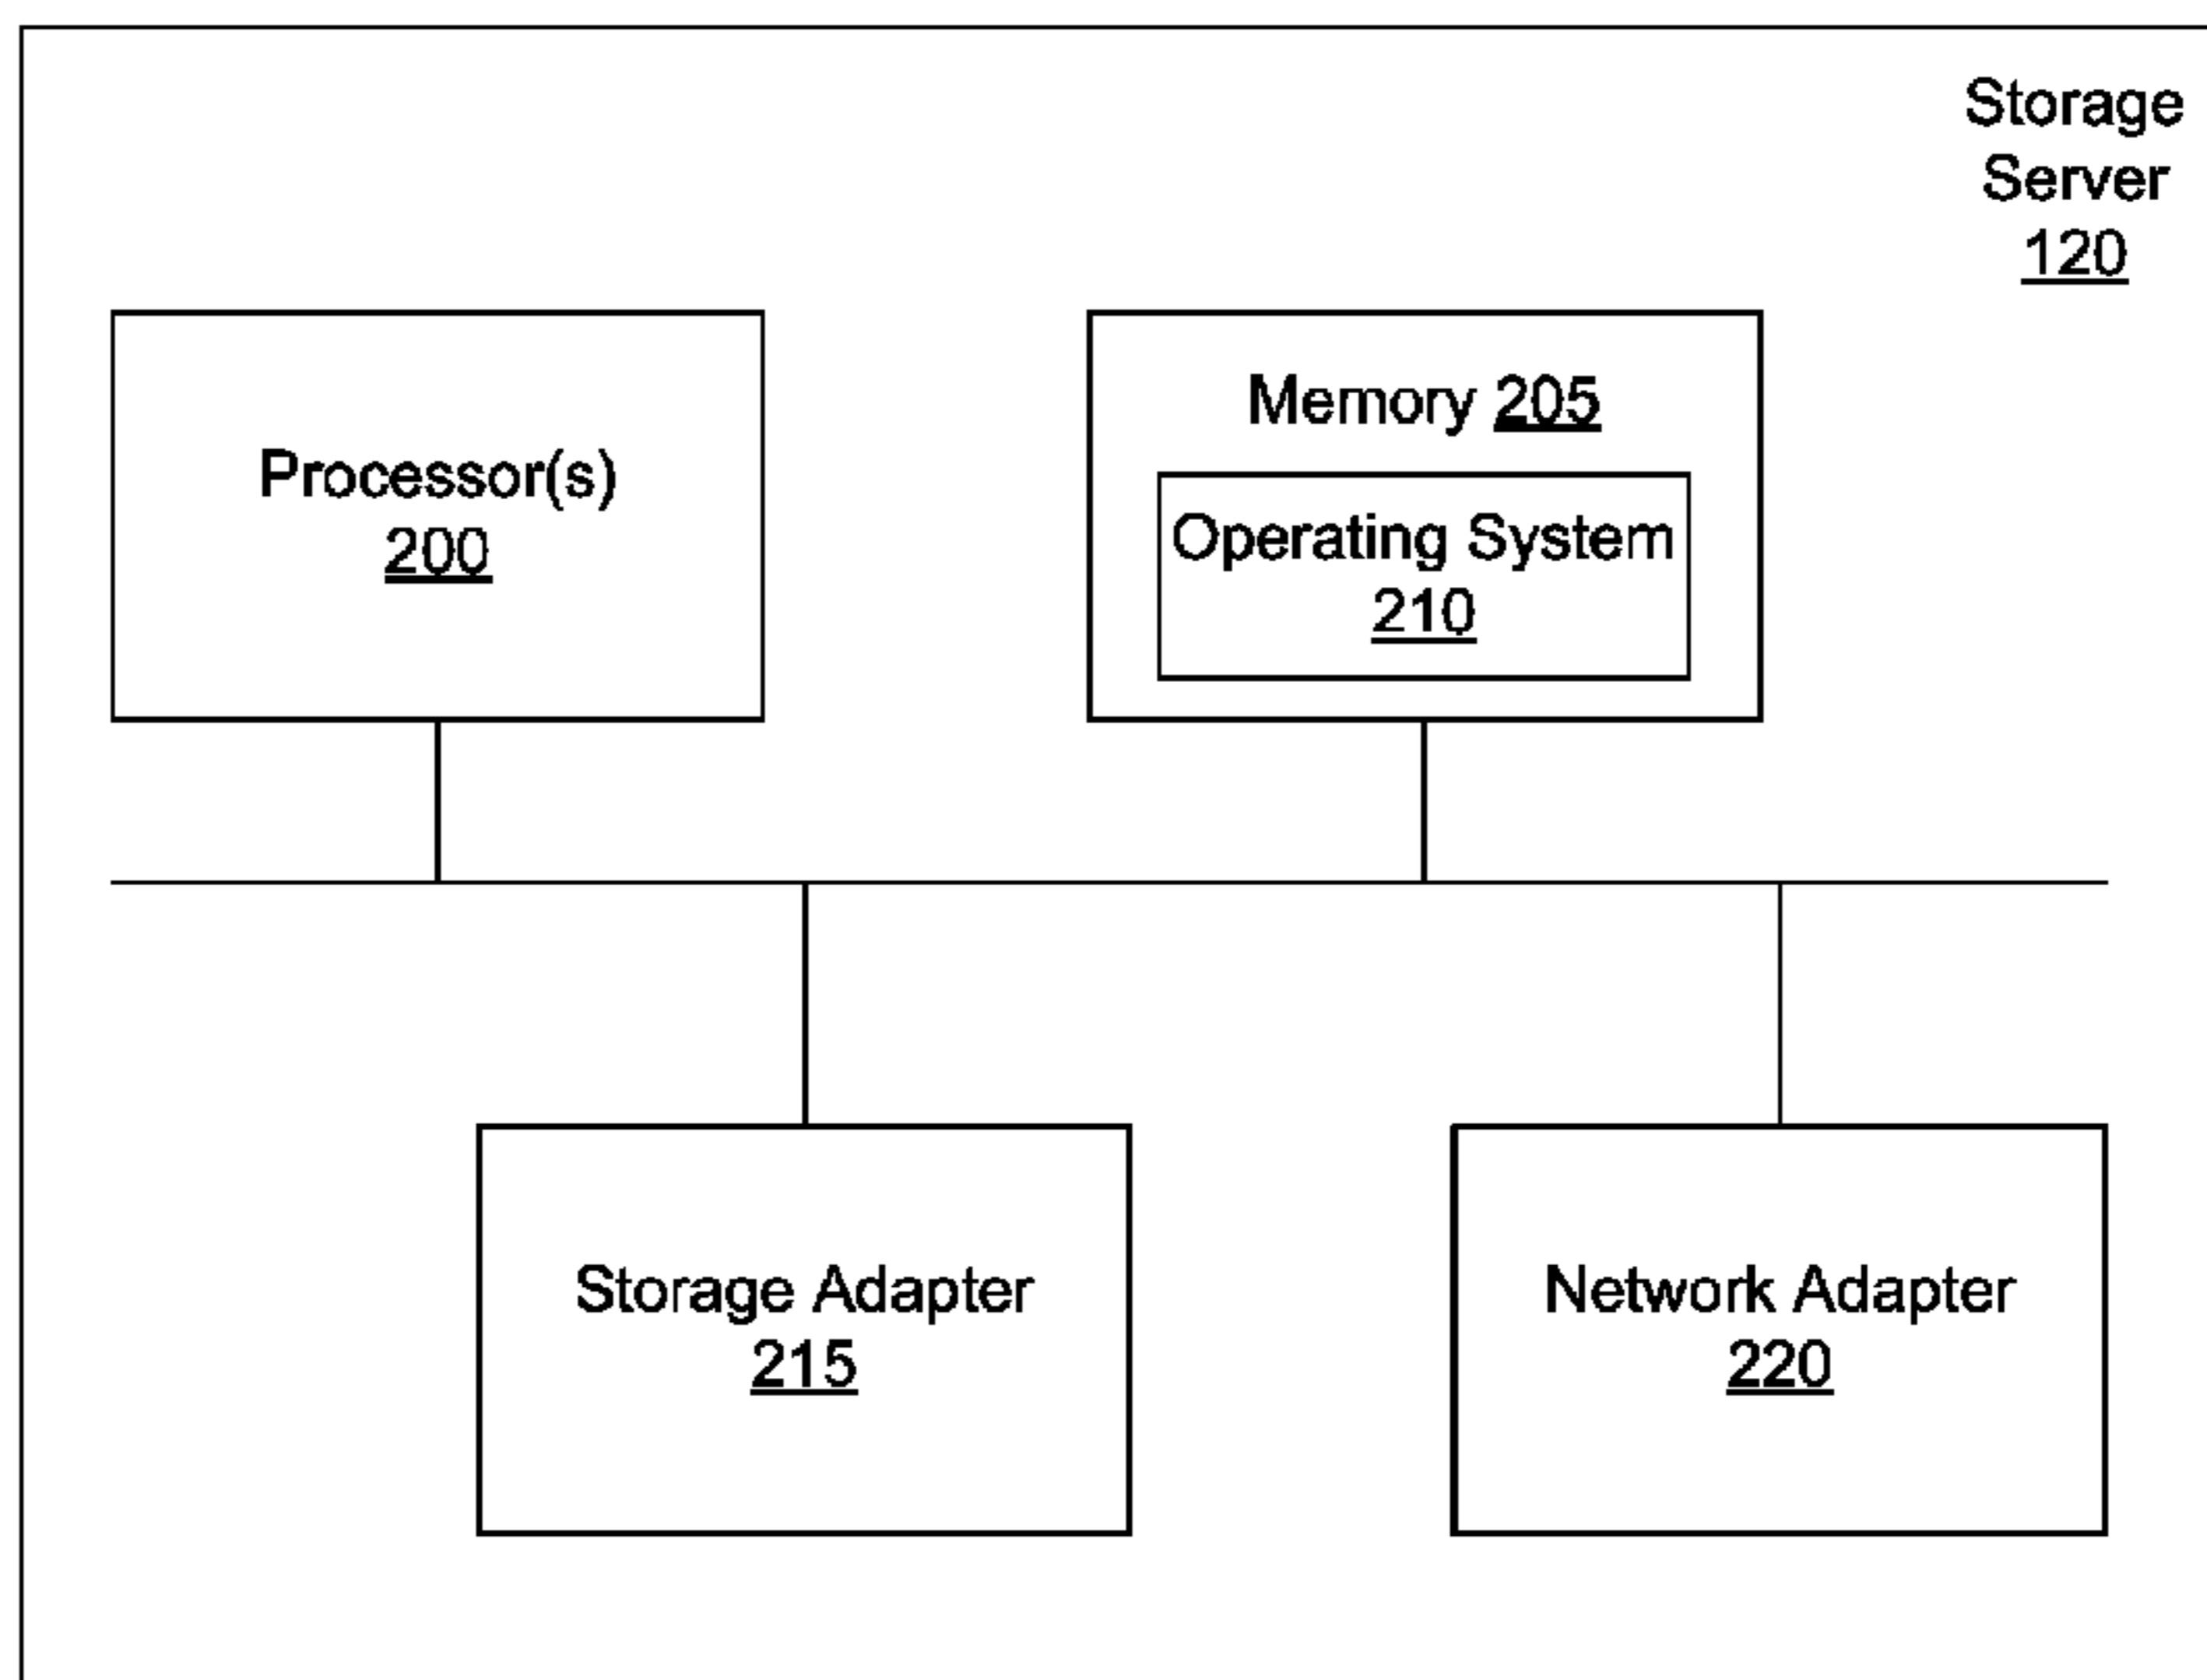 Storage
Server
120
Processor(s)
200
Memory 205
Operating System
210
Storage Adapter
215
Network Adapter
220